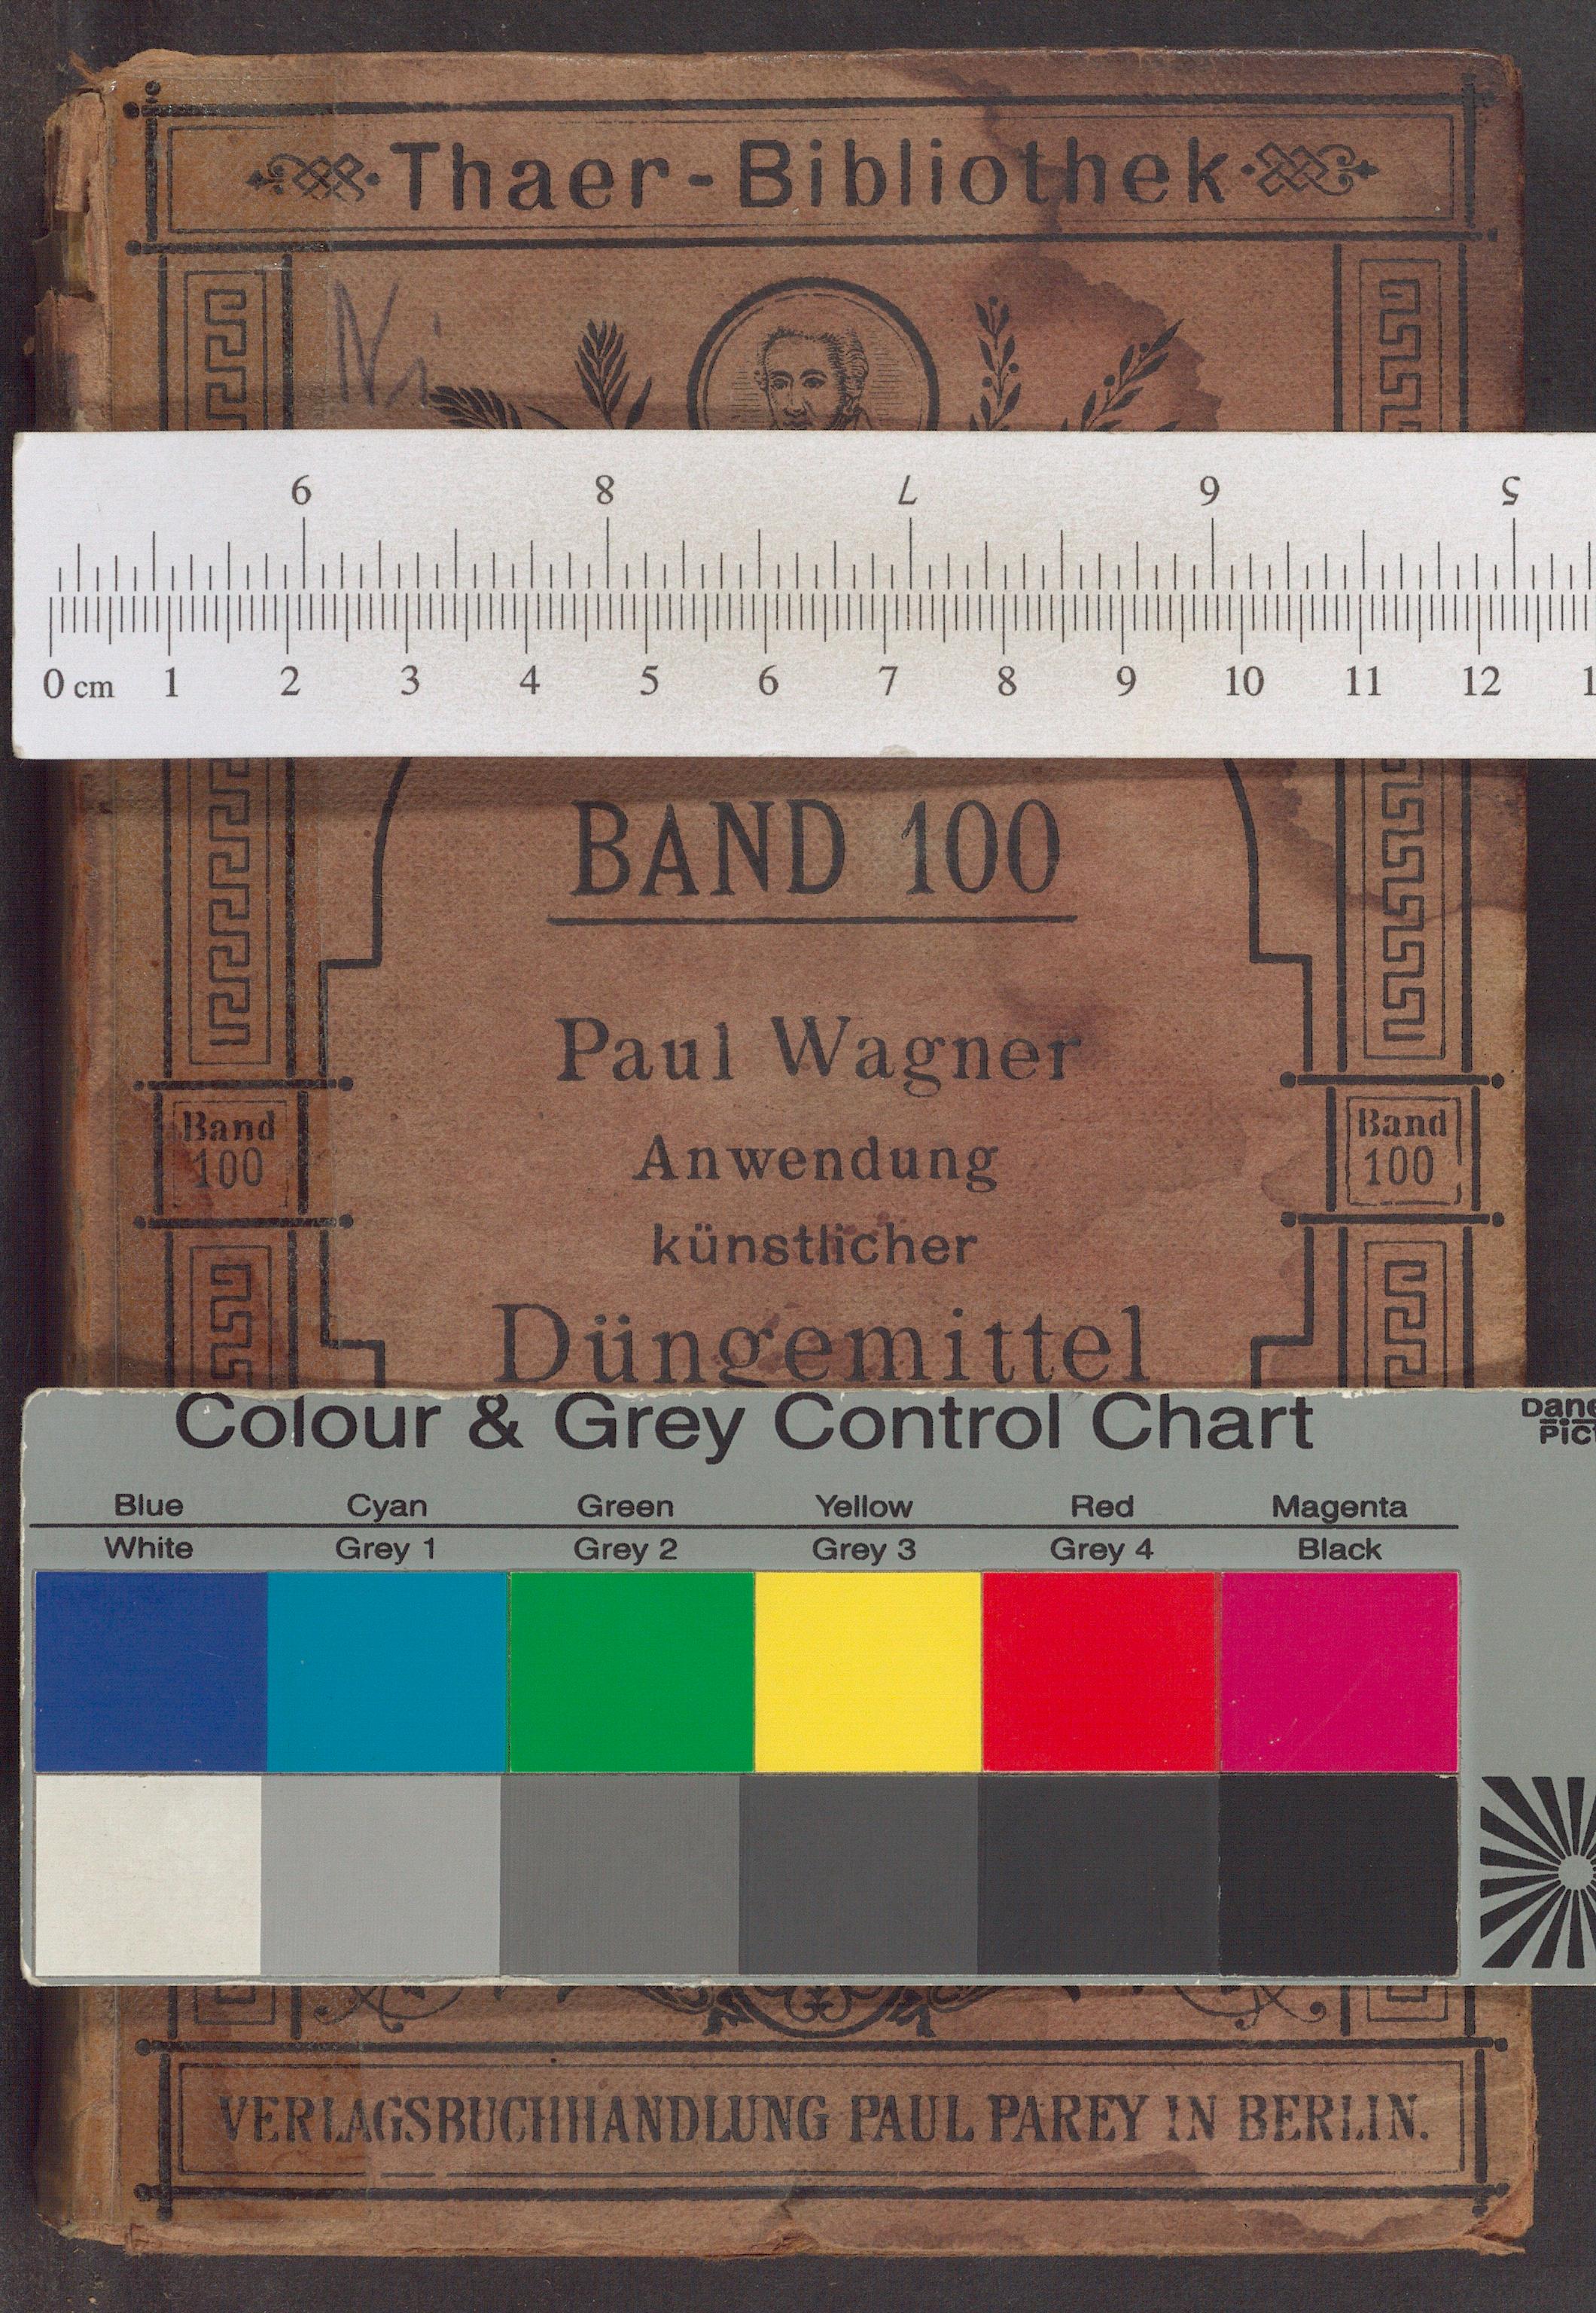 Thaer-Bibliothek
Ni
9 8 7 6 5
0 cm 1 2 3 4 5 6 7 8 9 10 11 12 1
BAND 100
Paul Wagner
Anwendung
künstlicher
Düngemittel
Band
100
Band
100
Colour & Grey Control Chart
Blue Cyan Green Yellow Red Magenta
White Grey 1 Grey 2 Grey 3 Grey 4 Black
VERLAGSBUCHHANDLUNG PAUL PAREY IN BERLIN.